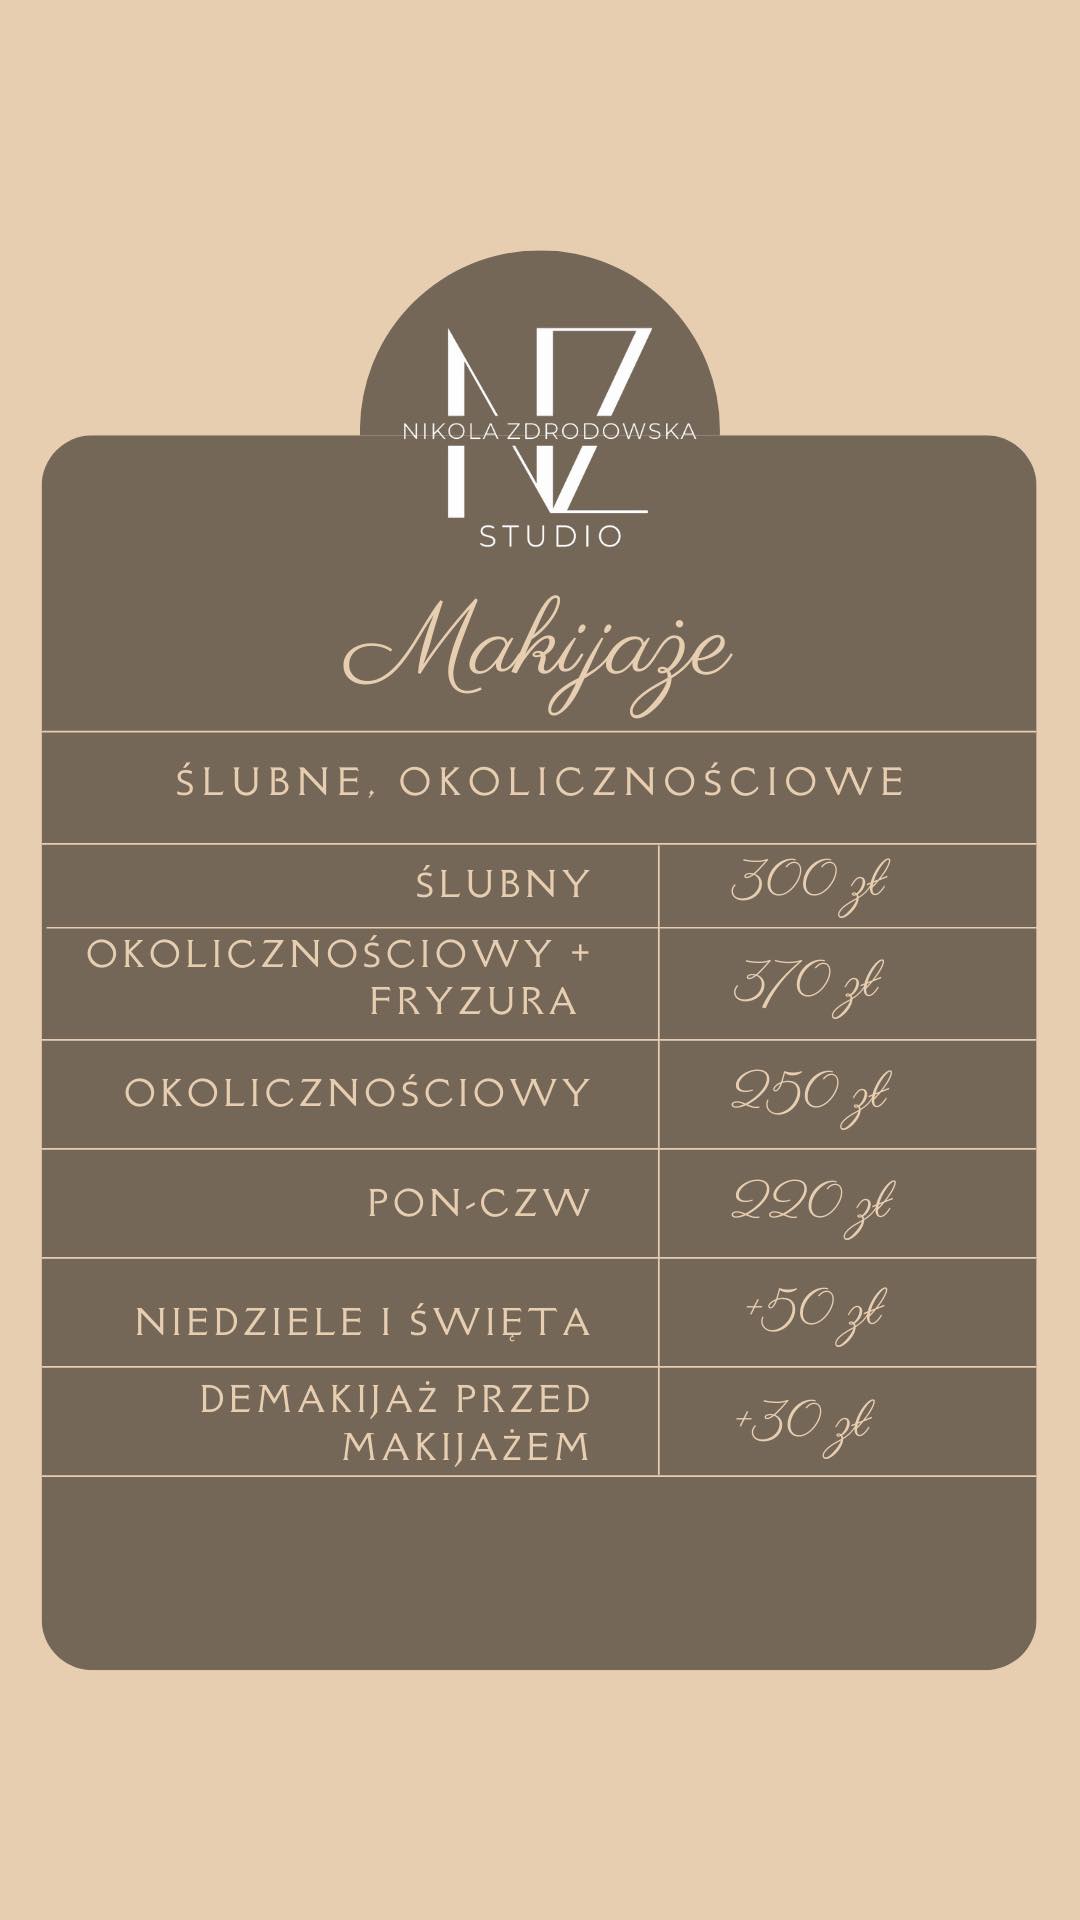 NZ
NIKOLA ZDRODOWSKA
STUDIO
Makijaże
ŚLUBNE, OKOLICZNOŚCIOWE
ŚLUBNY 300 zł
OKOLICZNOŚCIOWY +
FRYZURA 370 zł
OKOLICZNOŚCIOWY 250 zł
PON-CZW 220 zł
NIEDZIELE I ŚWIĘTA +50 zł
DEMAKIJAŻ PRZED
MAKIJAŻEM +30 zł